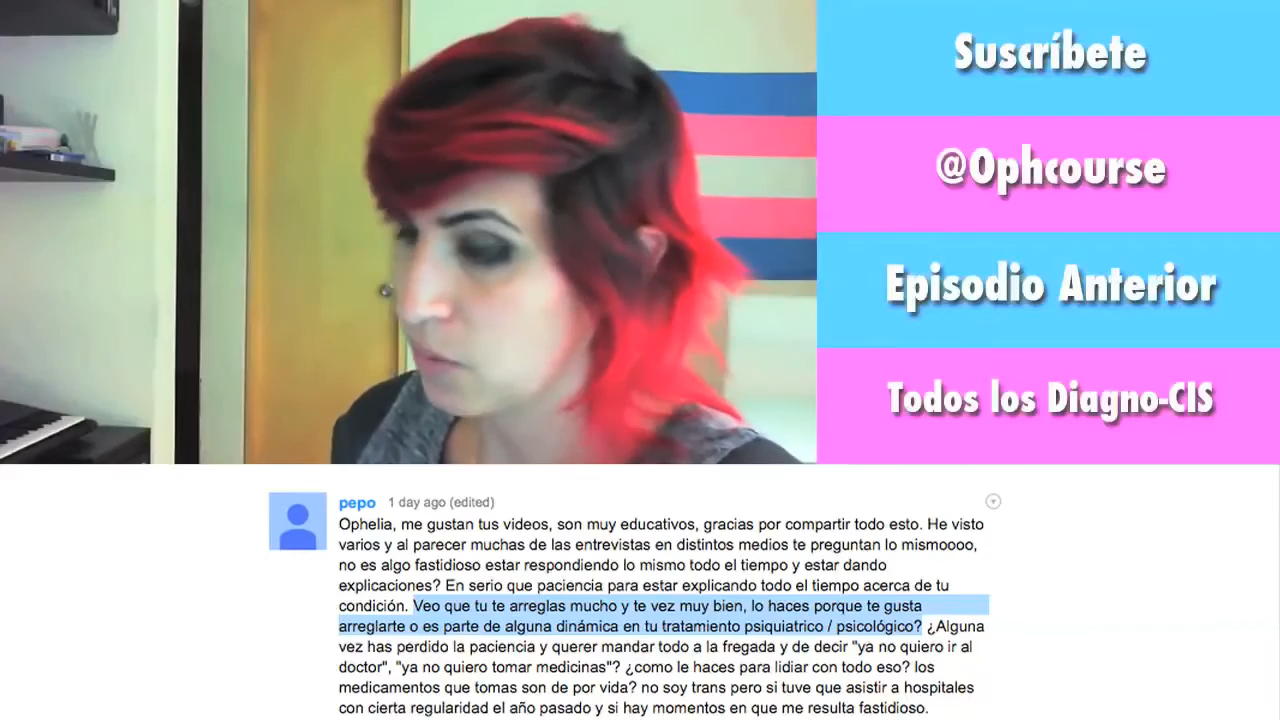 Suscríbete
@Ophcourse
Episodio Anterior
Todos los Diagno-CIS
pepo 1 day ago (edited)
Ophelia, me gustan tus videos, son muy educativos, gracias por compartir todo esto. He visto
varios y al parecer muchas de las entrevistas en distintos medios te preguntan lo mismoooo,
no es algo fastidioso estar respondiendo lo mismo todo el tiempo y estar dando
explicaciones? En serio que paciencia para estar explicando todo el tiempo acerca de tu
condición. Veo que tu te arreglas mucho y te vez muy bien, lo haces porque te gusta
arreglarte o es parte de alguna dinámica en tu tratamiento psiquiatrico / psicológico? ¿Alguna
vez has perdido la paciencia y querer mandar todo a la fregada y de decir "ya no quiero ir al
doctor", "ya no quiero tomar medicinas"? ¿como le haces para lidiar con todo eso? los
medicamentos que tomas son de por vida? no soy trans pero si tuve que asistir a hospitales
con cierta regularidad el año pasado y si hay momentos en que me resulta fastidioso.